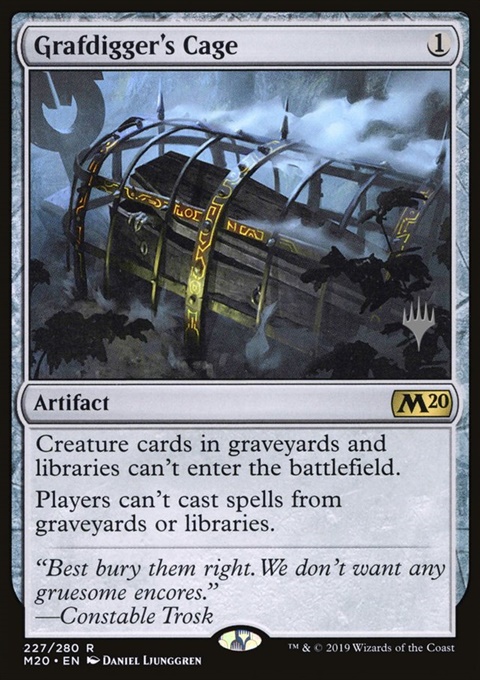 Grafdigger's Cage 1
Artifact M20
Creature cards in graveyards and
libraries can't enter the battlefield.
Players can't cast spells from
graveyards or libraries.
"Best bury them right. We don't want any
gruesome encores."
—Constable Trosk
227/280 R
M20 • EN Daniel Ljunggren
™ & © 2019 Wizards of the Coast